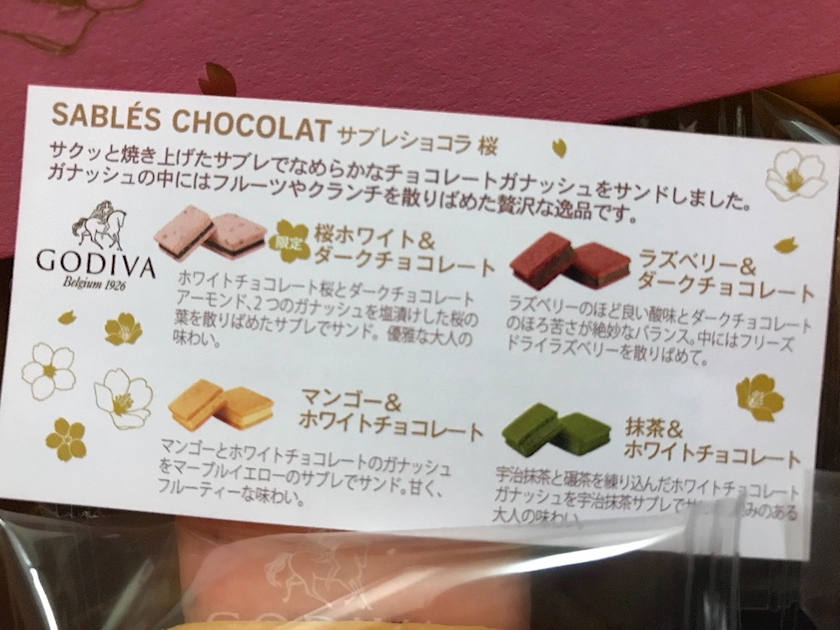 SABLÉS CHOCOLAT サブレショコラ 桜
サクッと焼き上げたサブレでなめらかなチョコレートガナッシュをサンドしました。
ガナッシュの中にはフルーツやクランチを散りばめた贅沢な逸品です。
GODIVA
Belgium 1926
限定
桜ホワイト＆
ダークチョコレート
ホワイトチョコレート桜とダークチョコレート
アーモンド、2つのガナッシュを塩漬けした桜の
葉を散りばめたサブレでサンド。優雅な大人の
味わい。
ラズベリー＆
ダークチョコレート
ラズベリーのほど良い酸味とダークチョコレート
のほろ苦さが絶妙なバランス。中にはフリーズ
ドライラズベリーを散りばめて。
マンゴー＆
ホワイトチョコレート
マンゴーとホワイトチョコレートのガナッシュ
をマーブルイエローのサブレでサンド。甘く、
フルーティーな味わい。
抹茶＆
ホワイトチョコレート
宇治抹茶と碾茶を練り込んだホワイトチョコレート
ガナッシュを宇治抹茶サブレで みのある
大人の味わい。
GODIVA